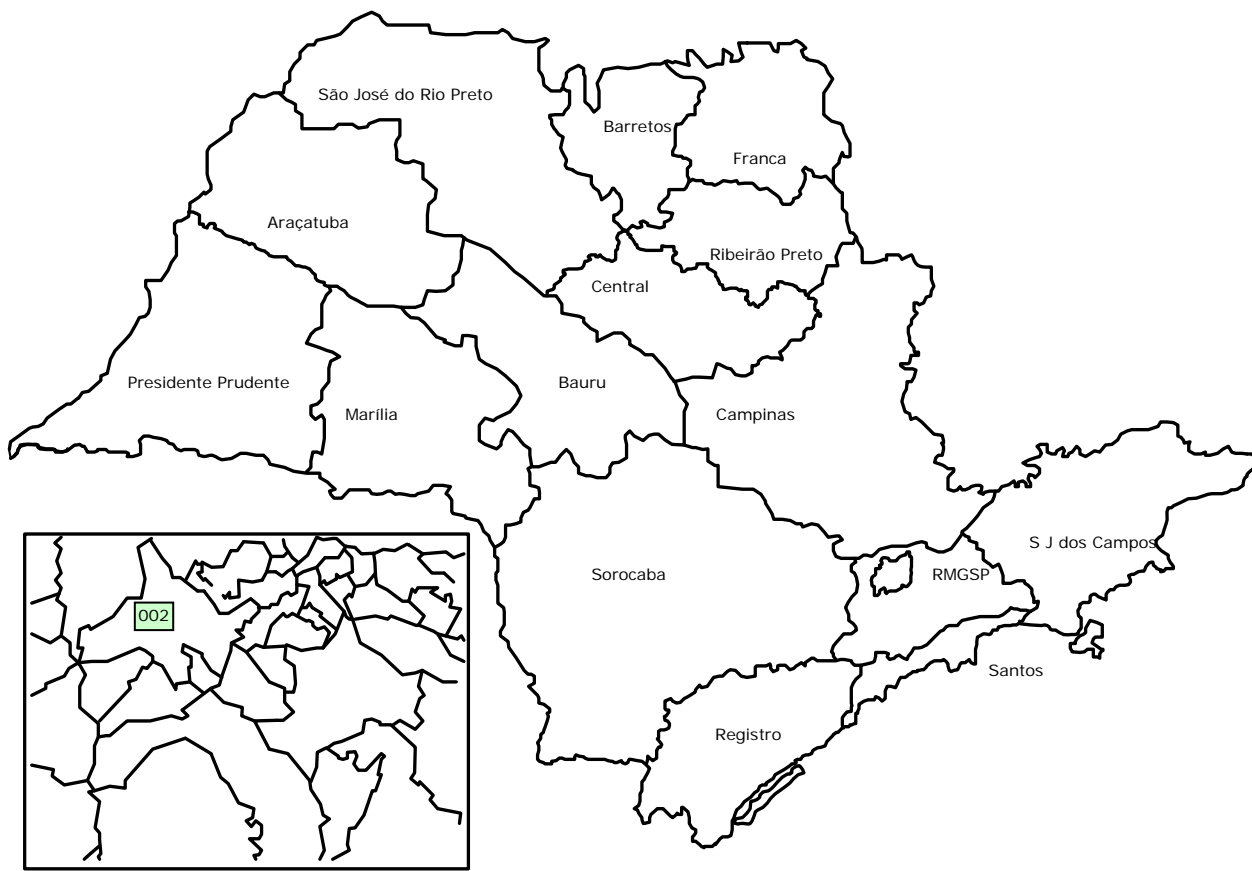 São José do Rio Preto
Barretos
Franca
Araçatuba
Ribeirão Preto
Central
Presidente Prudente
Marília
Bauru
Campinas
S J dos Campos
Sorocaba
RMGSP
002
Santos
Registro